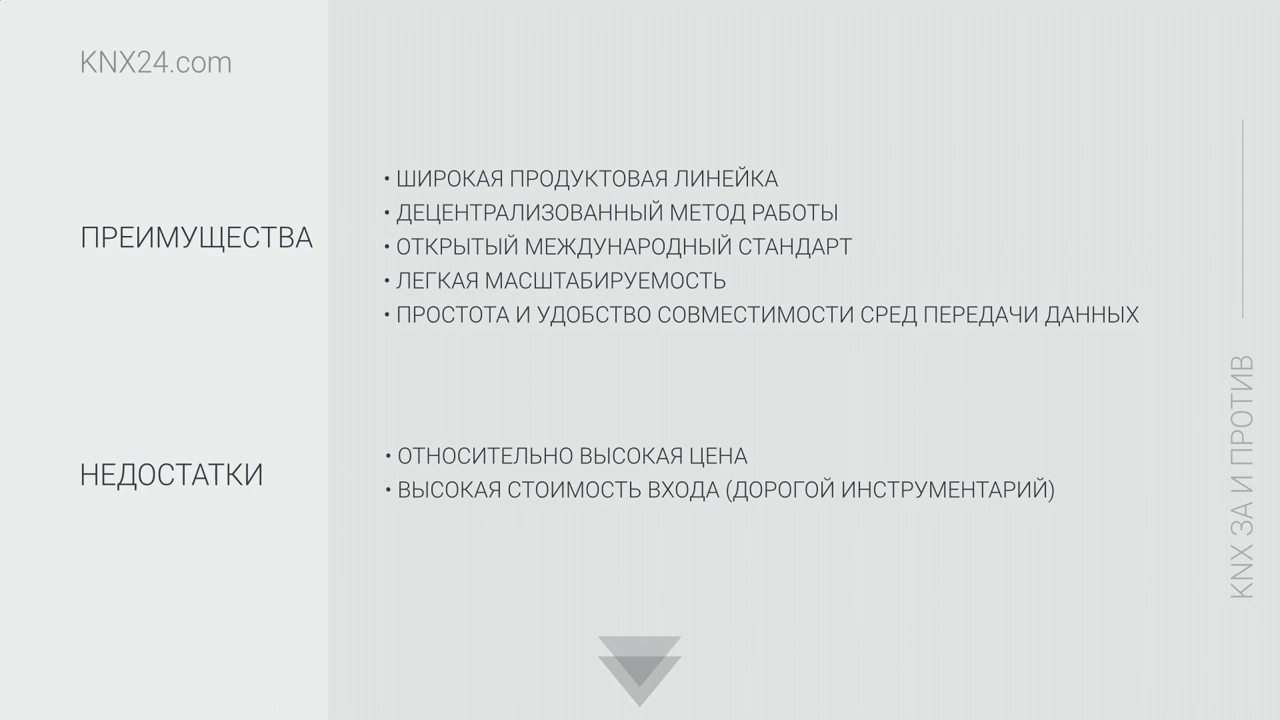 KNX24.com
ПРЕИМУЩЕСТВА
• ШИРОКАЯ ПРОДУКТОВАЯ ЛИНЕЙКА
• ДЕЦЕНТРАЛИЗОВАННЫЙ МЕТОД РАБОТЫ
• ОТКРЫТЫЙ МЕЖДУНАРОДНЫЙ СТАНДАРТ
• ЛЕГКАЯ МАСШТАБИРУЕМОСТЬ
• ПРОСТОТА И УДОБСТВО СОВМЕСТИМОСТИ СРЕД ПЕРЕДАЧИ ДАННЫХ
НЕДОСТАТКИ
• ОТНОСИТЕЛЬНО ВЫСОКАЯ ЦЕНА
• ВЫСОКАЯ СТОИМОСТЬ ВХОДА (ДОРОГОЙ ИНСТРУМЕНТАРИЙ)
KNX ЗА И ПРОТИВ